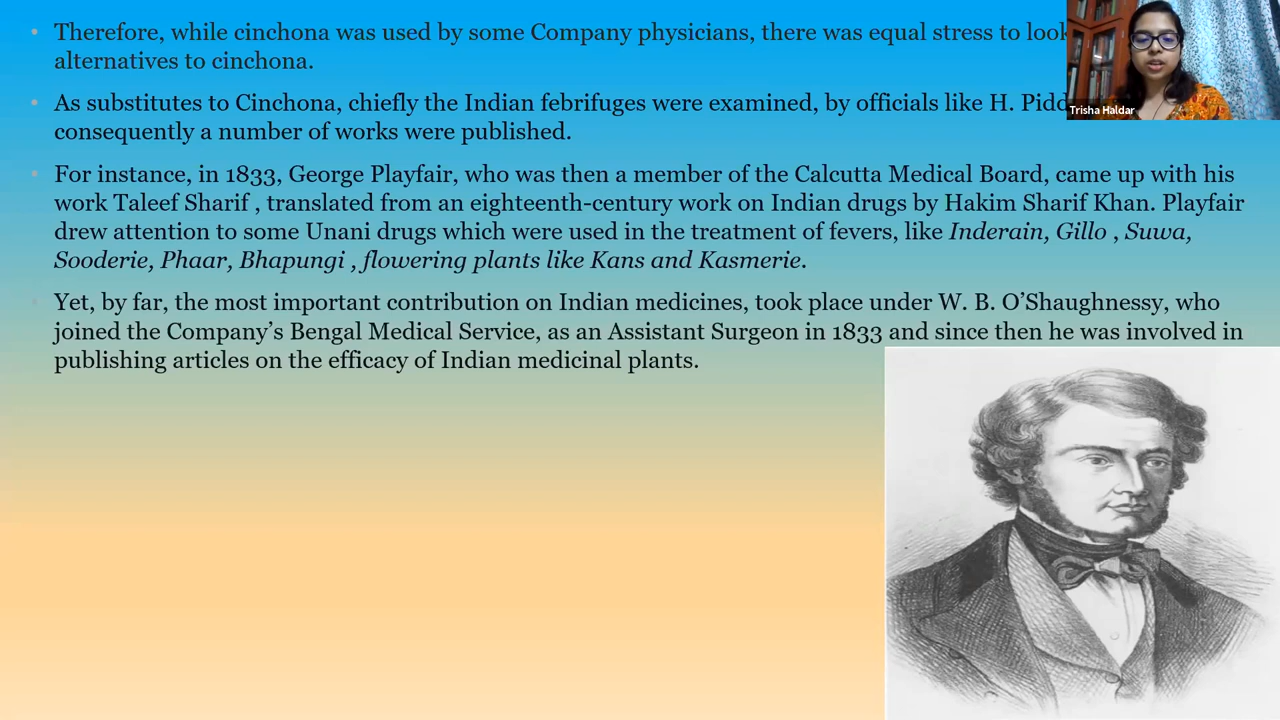 Therefore, while cinchona was used by some Company physicians, there was equal stress to look
alternatives to cinchona.
As substitutes to Cinchona, chiefly the Indian febrifuges were examined, by officials like H.
consequently a number of works were published.
For instance, in 1833, George Playfair, who was then a member of the Calcutta Medical Board, came up with his
work Taleef Sharif , translated from an eighteenth-century work on Indian drugs by Hakim Sharif Khan. Playfair
drew attention to some Unani drugs which were used in the treatment of fevers, like Inderain, Gillo , Suwa,
Sooderie, Phaar, Bhapungi , flowering plants like Kans and Kasmerie.
Yet, by far, the most important contribution on Indian medicines, took place under W. B. O’Shaughnessy, who
joined the Company’s Bengal Medical Service, as an Assistant Surgeon in 1833 and since then he was involved in
publishing articles on the efficacy of Indian medicinal plants.
Trisha Haldar